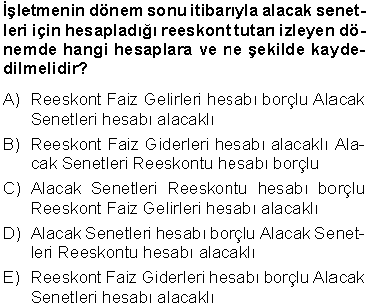 İşletmenin dönem sonu itibarıyla alacak senet-
leri için hesapladığı reeskont tutarı izleyen dö-
nemde hangi hesaplara ve ne şekilde kayde-
dilmelidir?
A) Reeskont Faiz Gelirleri hesabı borçlu Alacak
Senetleri hesabı alacaklı
B) Reeskont Faiz Giderleri hesabı alacaklı Ala-
cak Senetleri Reeskontu hesabı borçlu
C) Alacak Senetleri Reeskontu hesabı borçlu
Reeskont Faiz Gelirleri hesabı alacaklı
D) Alacak Senetleri hesabı borçlu Alacak Senet-
leri Reeskontu hesabı alacaklı
E) Reeskont Faiz Giderleri hesabı borçlu Alacak
Senetleri hesabı alacaklı